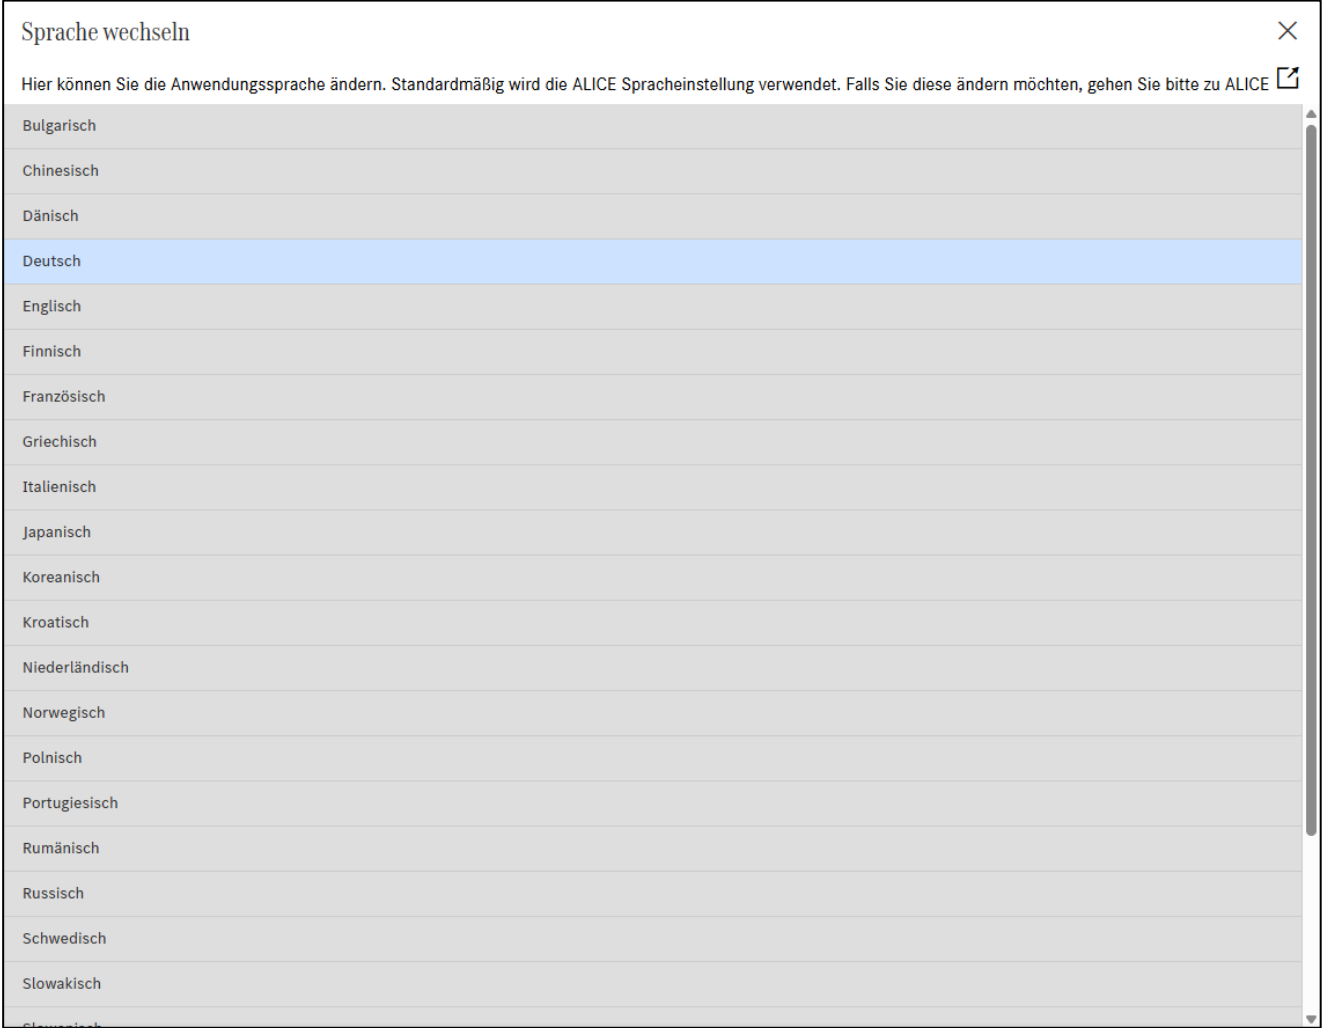 Sprache wechseln
Hier können Sie die Anwendungssprache ändern. Standardmäßig wird die ALICE Spracheinstellung verwendet. Falls Sie diese ändern möchten, gehen Sie bitte zu ALICE
Bulgarisch
Chinesisch
Dänisch
Deutsch
Englisch
Finnisch
Französisch
Griechisch
Italienisch
Japanisch
Koreanisch
Kroatisch
Niederländisch
Norwegisch
Polnisch
Portugiesisch
Rumänisch
Russisch
Schwedisch
Slowakisch